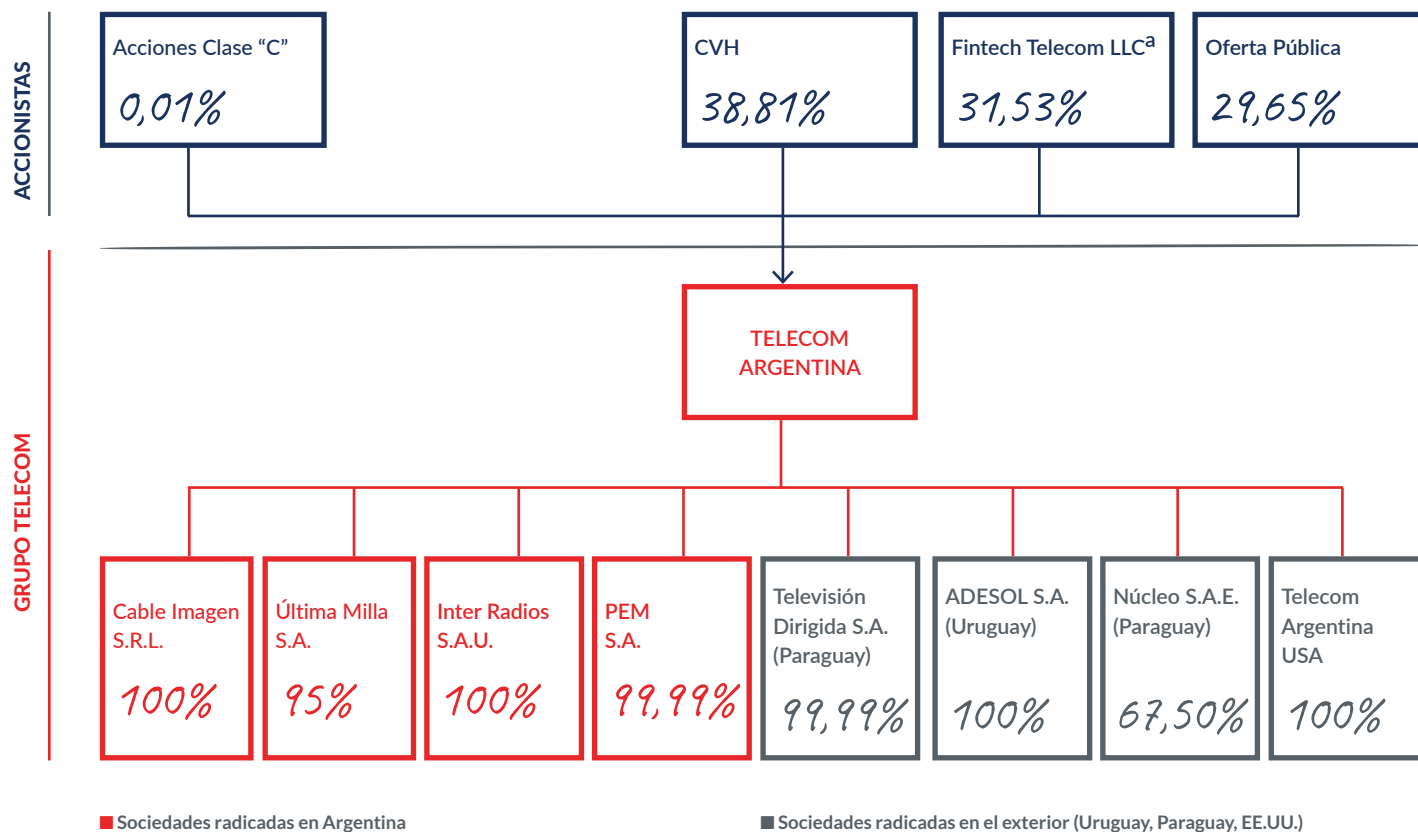 ACCIONISTAS
Acciones Clase “C”
0,01%
CVH
38,81%
Fintech Telecom LLCª
31,53%
Oferta Pública
29,65%
GRUPO TELECOM
TELECOM
ARGENTINA
Cable Imagen
S.R.L.
100%
Última Milla
S.A.
95%
Inter Radios
S.A.U.
100%
PEM
S.A.
99,99%
Televisión
Dirigida S.A.
(Paraguay)
99,99%
ADESOL S.A.
(Uruguay)
100%
Núcleo S.A.E.
(Paraguay)
67,50%
Telecom
Argentina
USA
100%
Sociedades radicadas en Argentina
Sociedades radicadas en el exterior (Uruguay, Paraguay, EE.UU.)